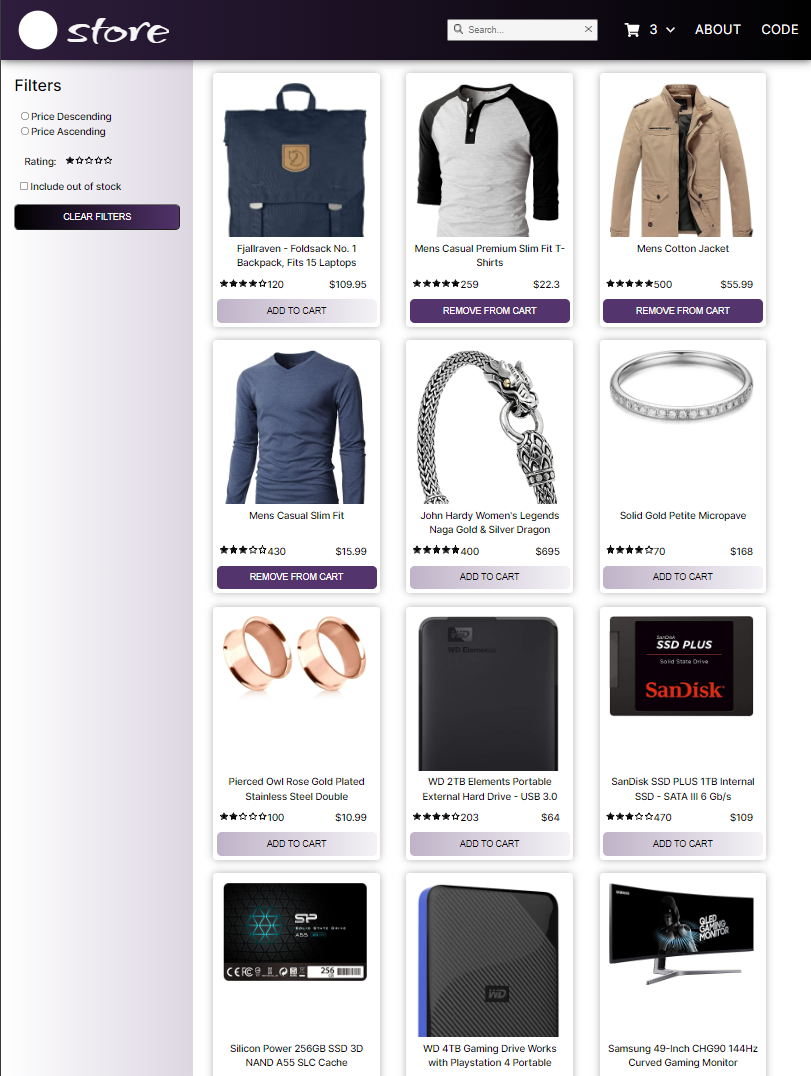 store
Search...
3
ABOUT
CODE
Filters
Price Descending
Price Ascending
Rating:
Include out of stock
CLEAR FILTERS
Fjallraven - Foldsack No. 1
Backpack, Fits 15 Laptops
120 $109.95
ADD TO CART
Mens Casual Premium Slim Fit T-
Shirts
259 $22.3
REMOVE FROM CART
Mens Cotton Jacket
500 $55.99
REMOVE FROM CART
Mens Casual Slim Fit
430 $15.99
REMOVE FROM CART
John Hardy Women's Legends
Naga Gold & Silver Dragon
400 $695
ADD TO CART
Solid Gold Petite Micropave
70 $168
ADD TO CART
Pierced Owl Rose Gold Plated
Stainless Steel Double
100 $10.99
ADD TO CART
WD
WD Elements
WD 2TB Elements Portable
External Hard Drive - USB 3.0
203 $64
ADD TO CART
SanDisk
SSD PLUS
Solid State Drive
SanDisk
SanDisk SSD PLUS 1TB Internal
SSD - SATA III 6 Gb/s
470 $109
ADD TO CART
SP
SOLID STATE DRIVE
A55
256
Silicon Power 256GB SSD 3D
NAND A55 SLC Cache
WD
WD 4TB Gaming Drive Works
with Playstation 4 Portable
SAMSUNG
QLED
GAMING
MONITOR
Samsung 49-Inch CHG90 144Hz
Curved Gaming Monitor